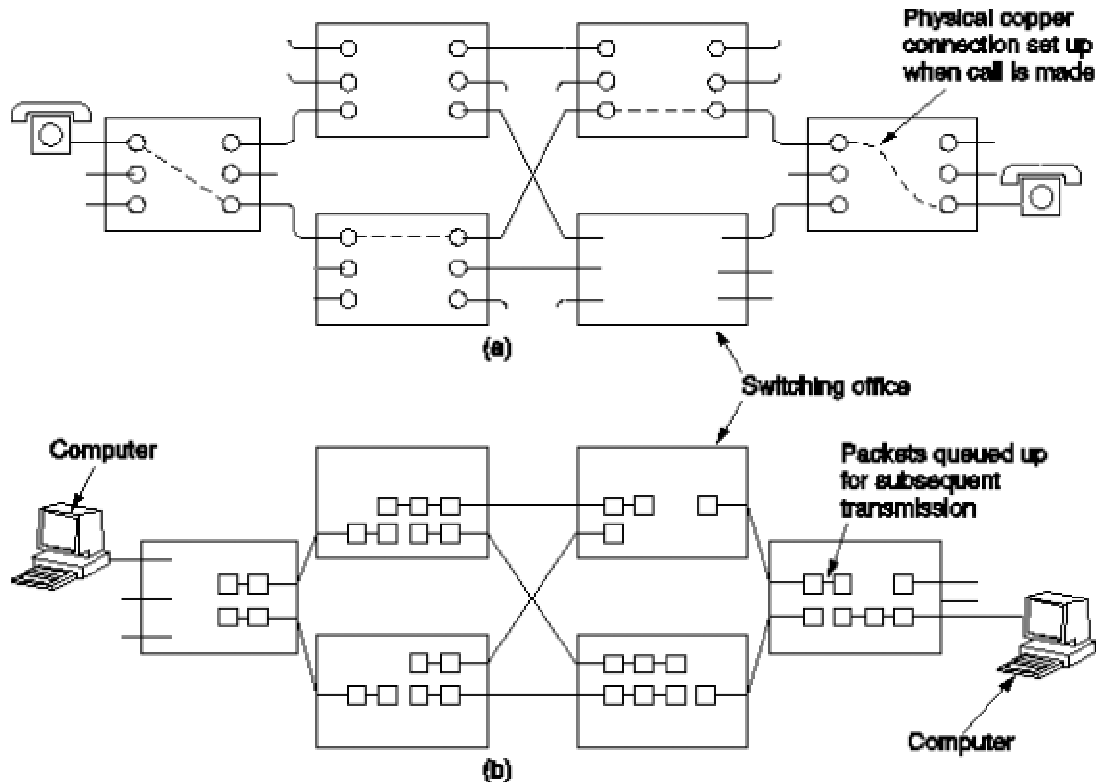 Physical copper
connection set up
when call is made
(a)
Switching office
Computer
Packets queued up
for subsequent
transmission
Computer
(b)